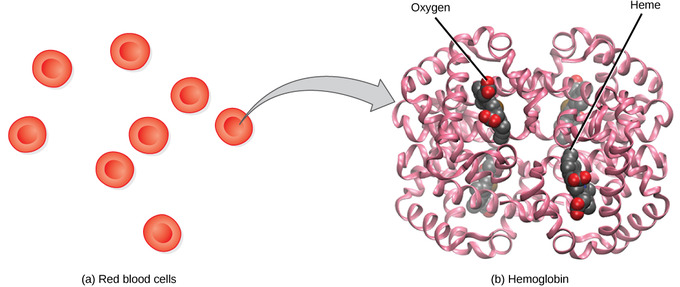 Oxygen
Heme
(a) Red blood cells
(b) Hemoglobin